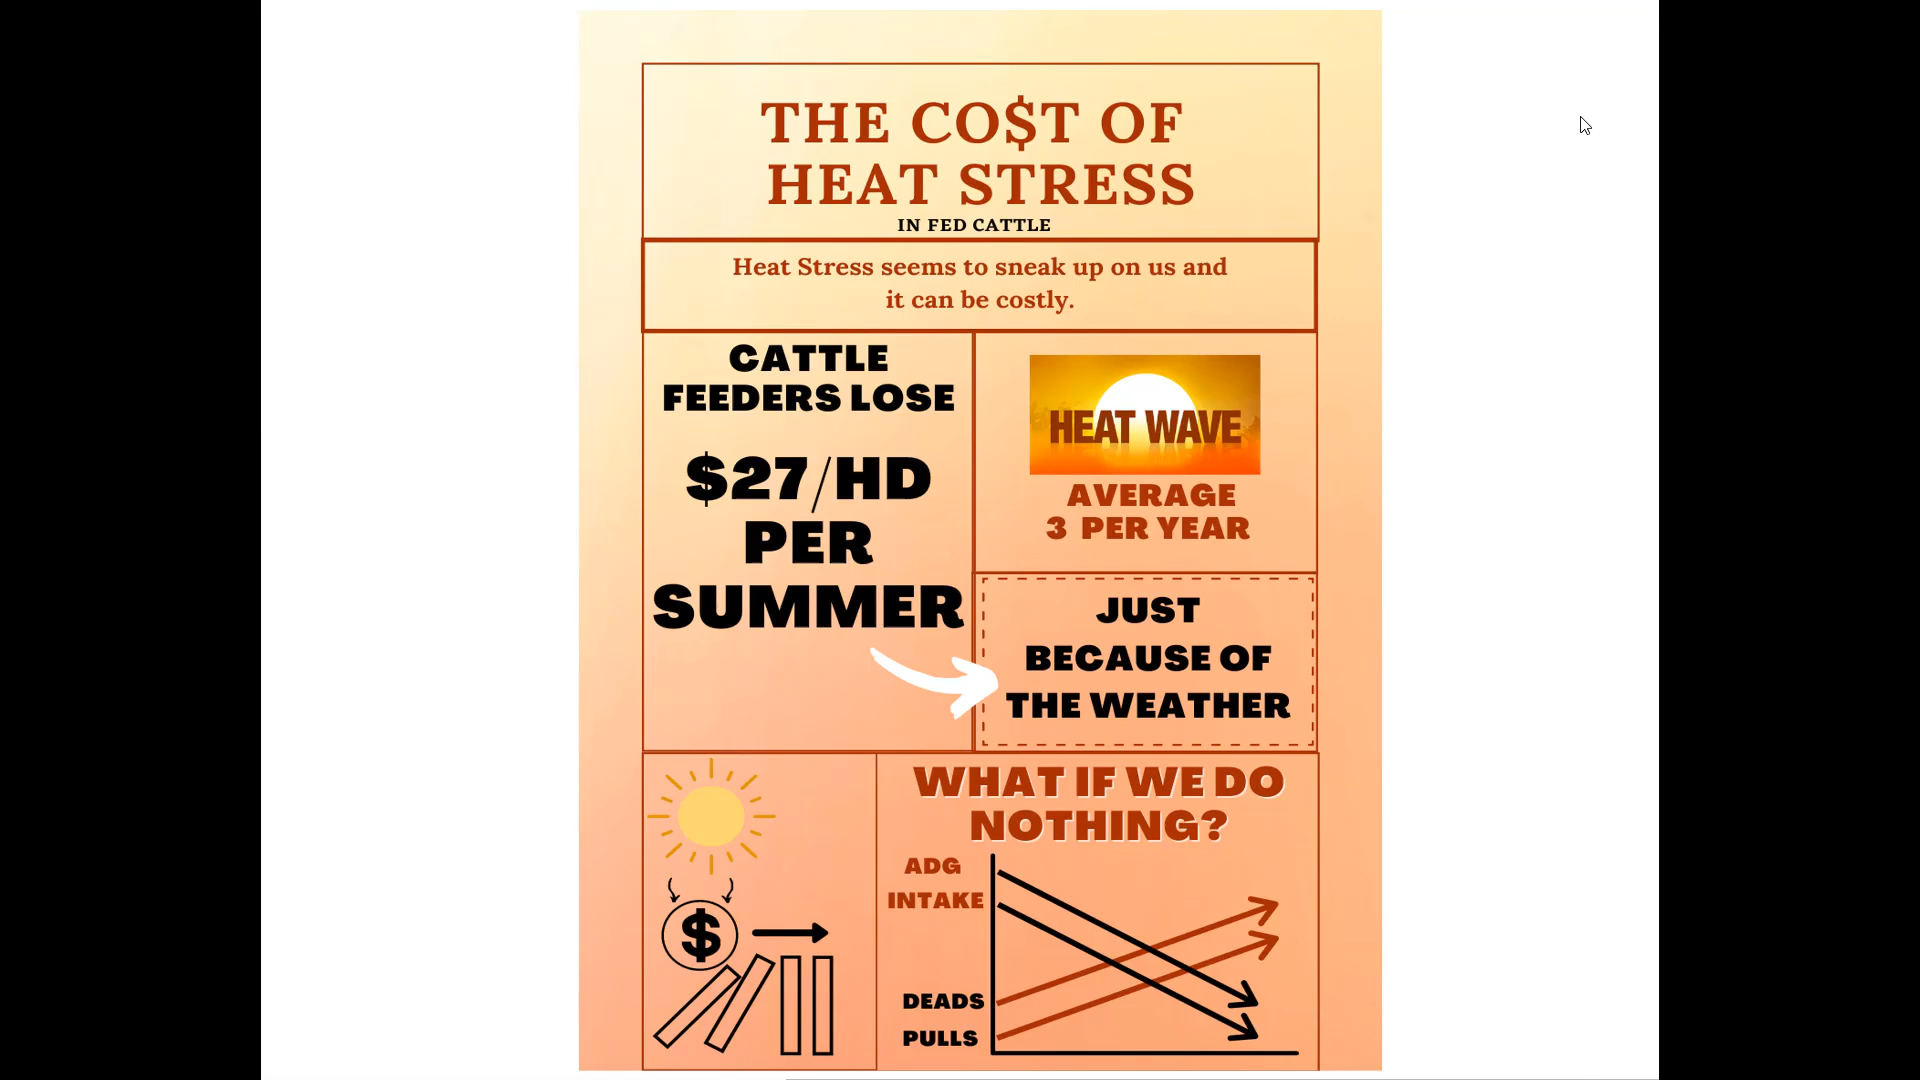 THE CO$T OF
HEAT STRESS
IN FED CATTLE
Heat Stress seems to sneak up on us and
it can be costly.
CATTLE
FEEDERS LOSE
$27/HD
PER
SUMMER
HEAT WAVE
AVERAGE
3 PER YEAR
JUST
BECAUSE OF
THE WEATHER
$
WHAT IF WE DO
NOTHING?
ADG
INTAKE
DEADS
PULLS